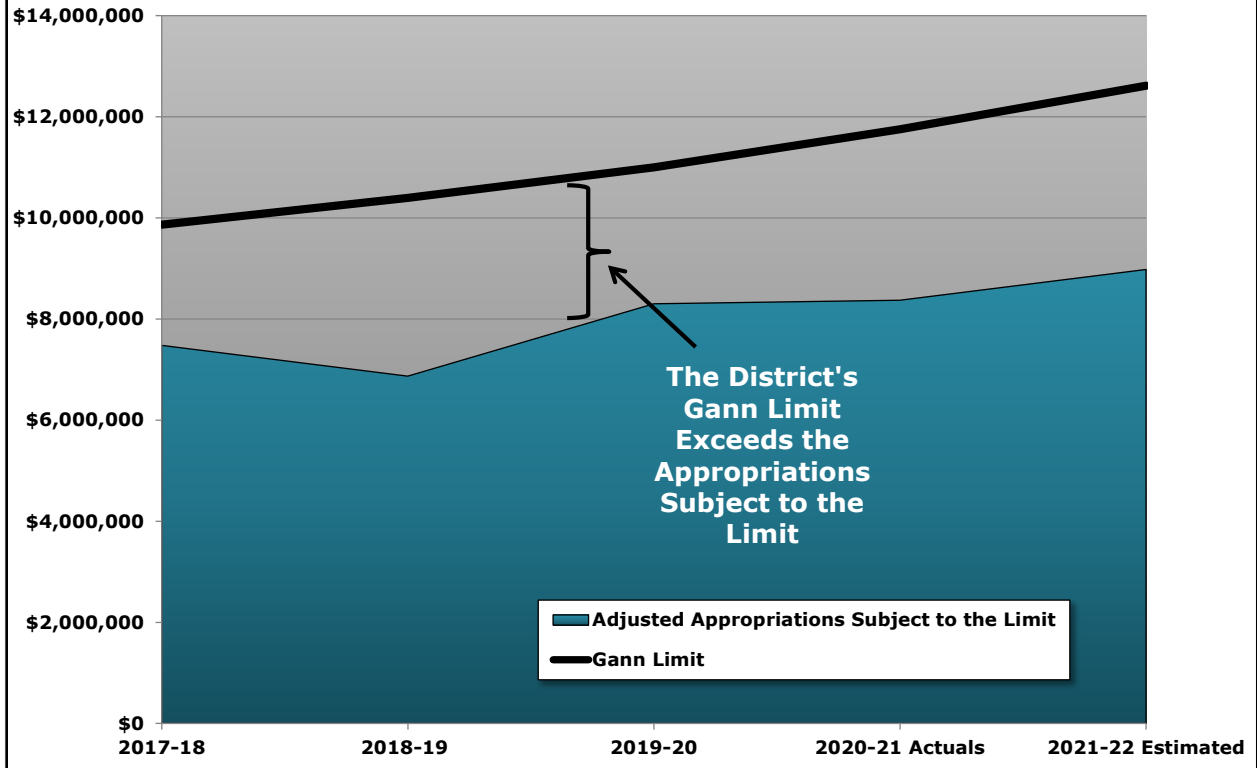 $14,000,000
$12,000,000
$10,000,000
$8,000,000
$6,000,000
$4,000,000
$2,000,000
$0
The District's
Gann Limit
Exceeds the
Appropriations
Subject to the
Limit
Adjusted Appropriations Subject to the Limit
Gann Limit
2017-18 2018-19 2019-20 2020-21 Actuals 2021-22 Estimated